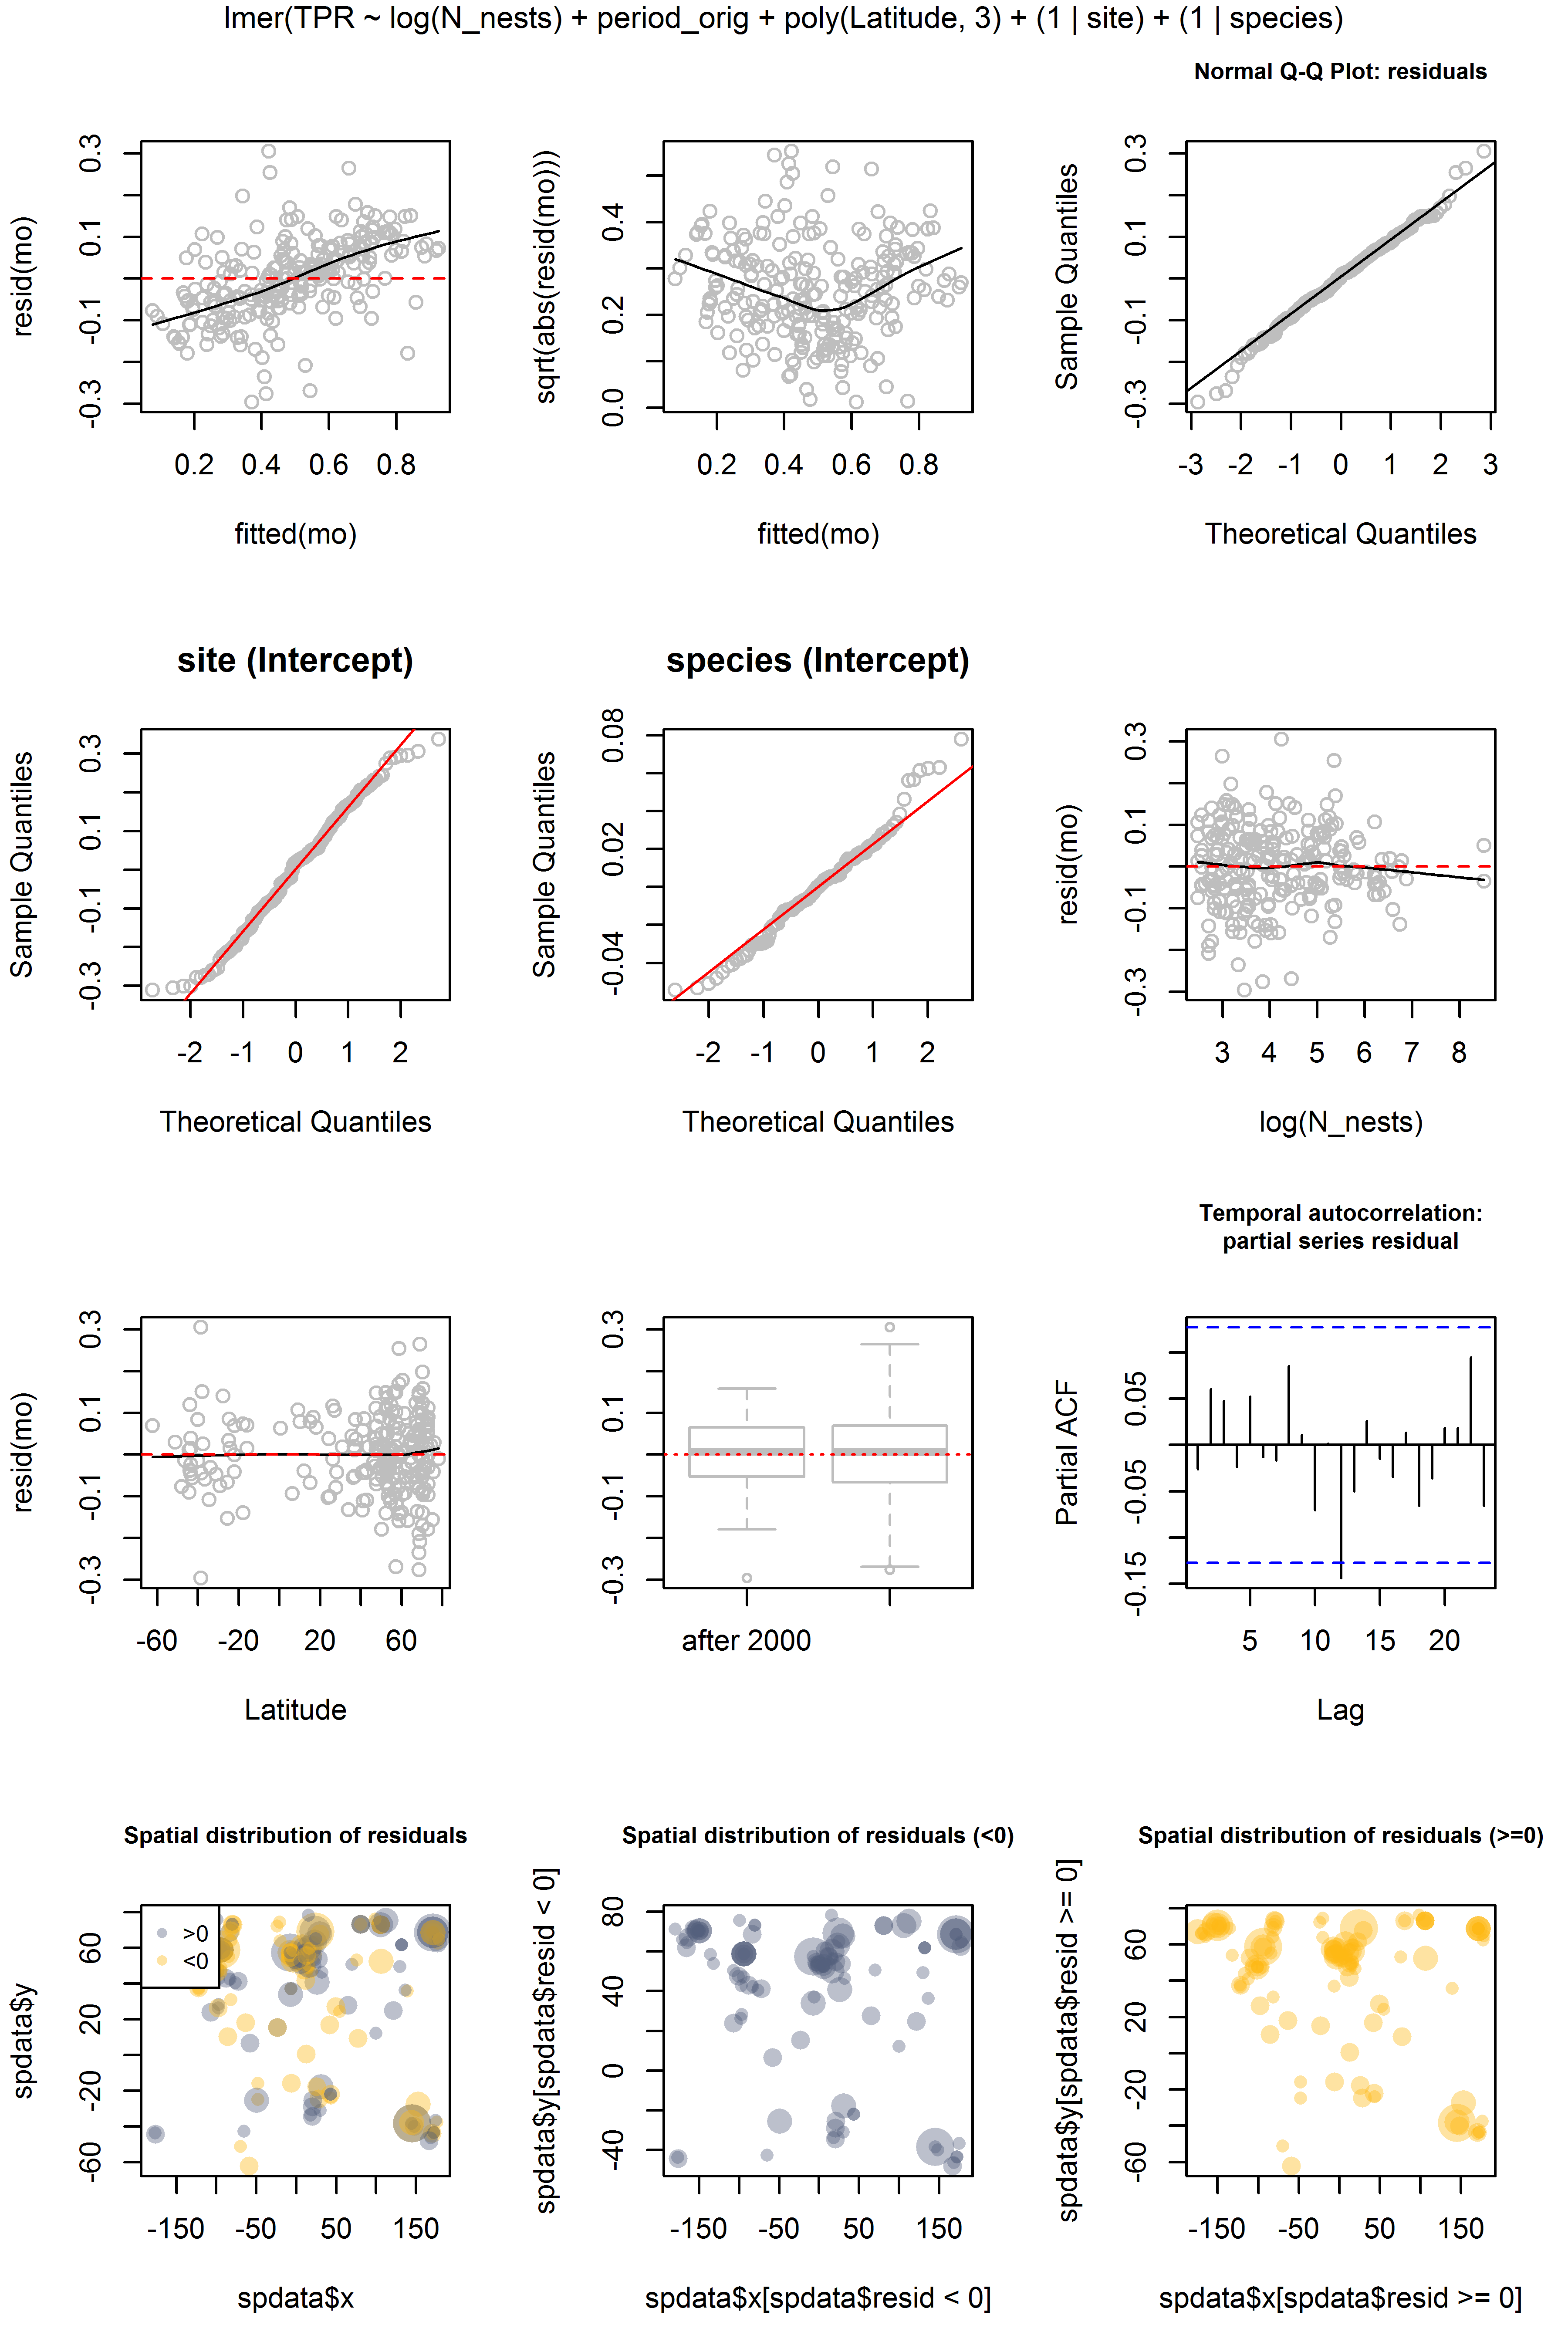 lmer(TPR ~ log(N_nests) + period_orig + poly(Latitude, 3) + (1 | site) + (1 | species)
resid(mo)
0.3
0.1
-0.1
-0.3
0.2 0.4 0.6 0.8
fitted(mo)
sqrt(abs(resid(mo)))
0.4
0.2
0.0
0.2 0.4 0.6 0.8
fitted(mo)
Normal Q-Q Plot: residuals
Sample Quantiles
0.3
0.1
-0.1
-0.3
-3 -2 -1 0 1 2 3
Theoretical Quantiles
site (Intercept)
Sample Quantiles
0.3
0.1
-0.1
-0.3
-2 -1 0 1 2
Theoretical Quantiles
species (Intercept)
Sample Quantiles
0.08
0.02
-0.04
-2 -1 0 1 2
Theoretical Quantiles
resid(mo)
0.3
0.1
-0.1
-0.3
3 4 5 6 7 8
log(N_nests)
resid(mo)
0.3
0.1
-0.1
-0.3
-60 -20 20 60
Latitude
0.3
0.1
-0.1
-0.3
after 2000
Temporal autocorrelation:
partial series residual
Partial ACF
0.05
-0.05
-0.15
5 10 15 20
Lag
Spatial distribution of residuals
spdata$y
60
20
-20
-60
>0
<0
-150 -50 50 150
spdata$x
Spatial distribution of residuals (<0)
spdata$y[spdata$resid < 0]
80
40
0
-40
-150 -50 50 150
spdata$x[spdata$resid < 0]
Spatial distribution of residuals (>=0)
spdata$y[spdata$resid >= 0]
60
20
-20
-60
-150 -50 50 150
spdata$x[spdata$resid >= 0]